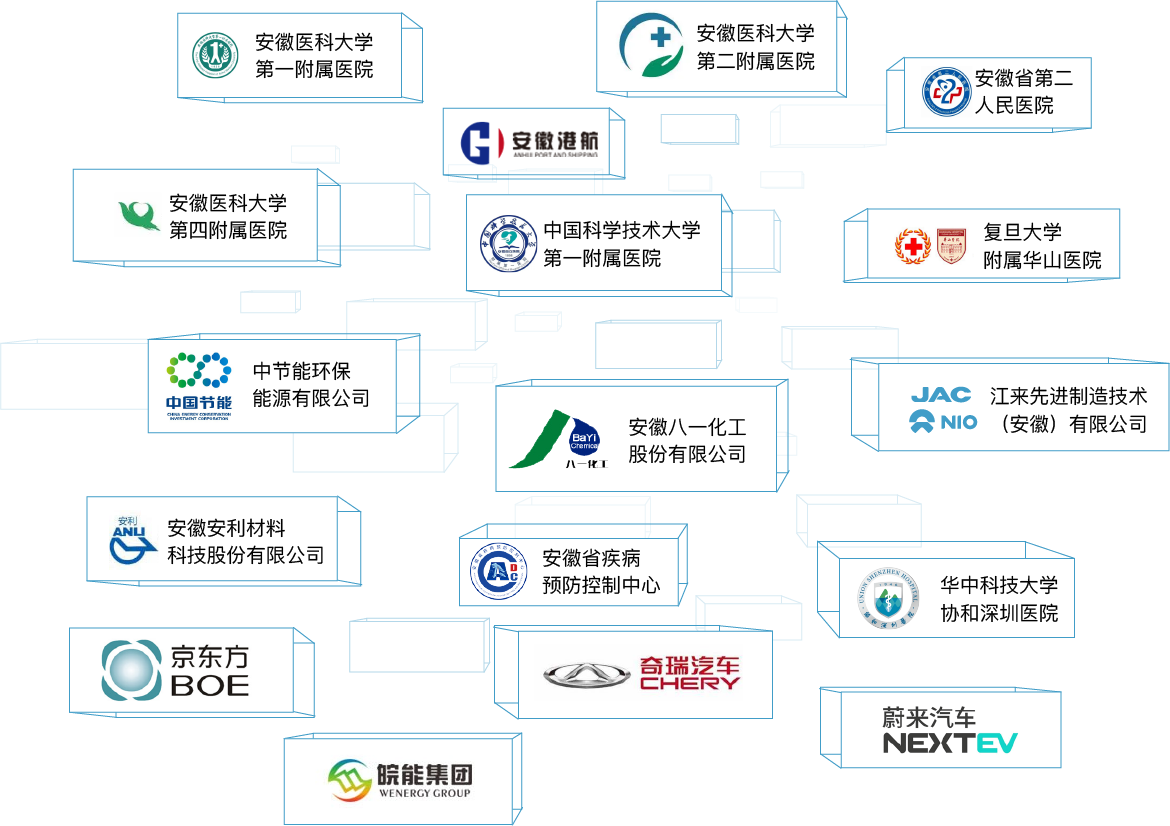 安徽医科大学
第一附属医院
安徽医科大学
第二附属医院
安徽省第二
人民医院
安徽港航
ANHUI PORT AND SHIPPING
安徽医科大学
第四附属医院
中国科学技术大学
第一附属医院
复旦大学
附属华山医院
中国节能
CHINA ENERGY CONSERVATION
INVESTMENT CORPORATION
中节能环保
能源有限公司
BaYi
Chemical
八一化工
安徽八一化工
股份有限公司
JAC
NIO
江来先进制造技术
（安徽）有限公司
安利
ANLI
安徽安利材料
科技股份有限公司
DC
安徽省疾病
预防控制中心
UNION SHENZHEN HOSPITAL
华中科技大学
协和深圳医院
京东方
BOE
奇瑞汽车
CHERY
蔚来汽车
NEXTEV
皖能集团
WENERGY GROUP